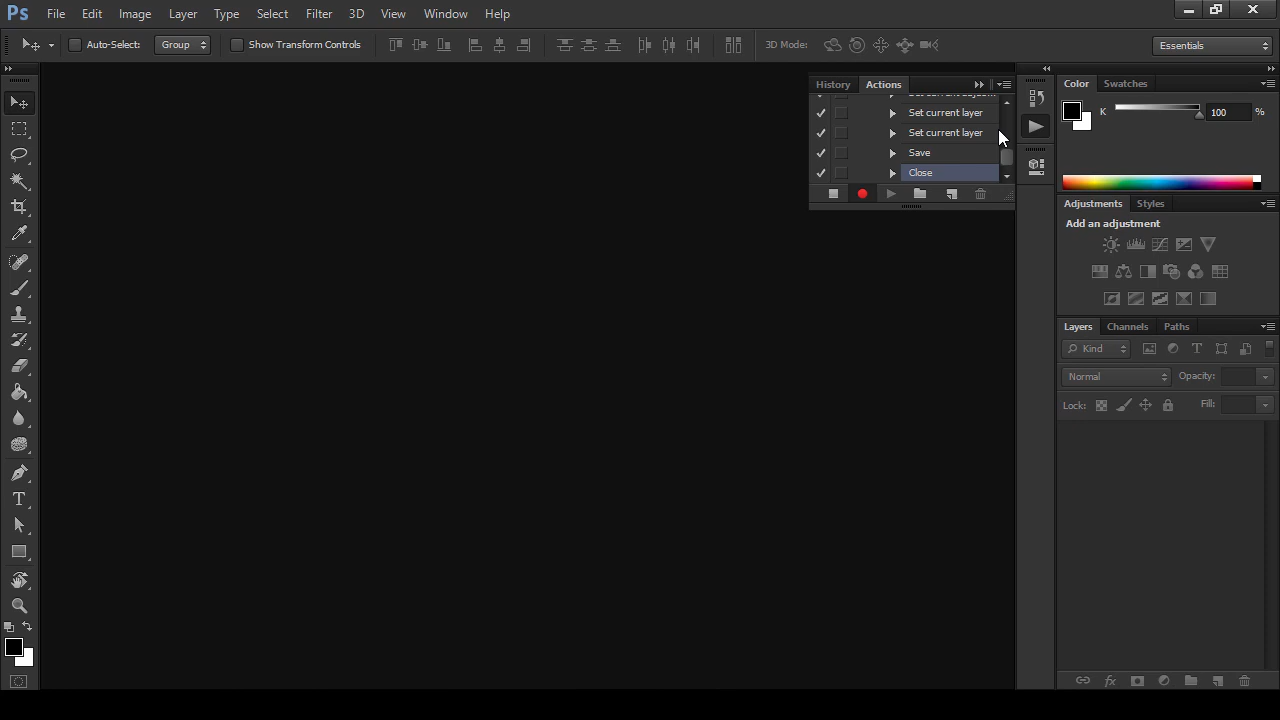 Ps File Edit Image Layer Type Select Filter 3D View Window Help
Auto-Select: Group Show Transform Controls 3D Mode: Essentials
History Actions
Set current layer
Set current layer
Save
Close
Color Swatches
K 100 %
Adjustments Styles
Add an adjustment
Layers Channels Paths
Kind T
Normal Opacity:
Lock: Fill:
fx
T